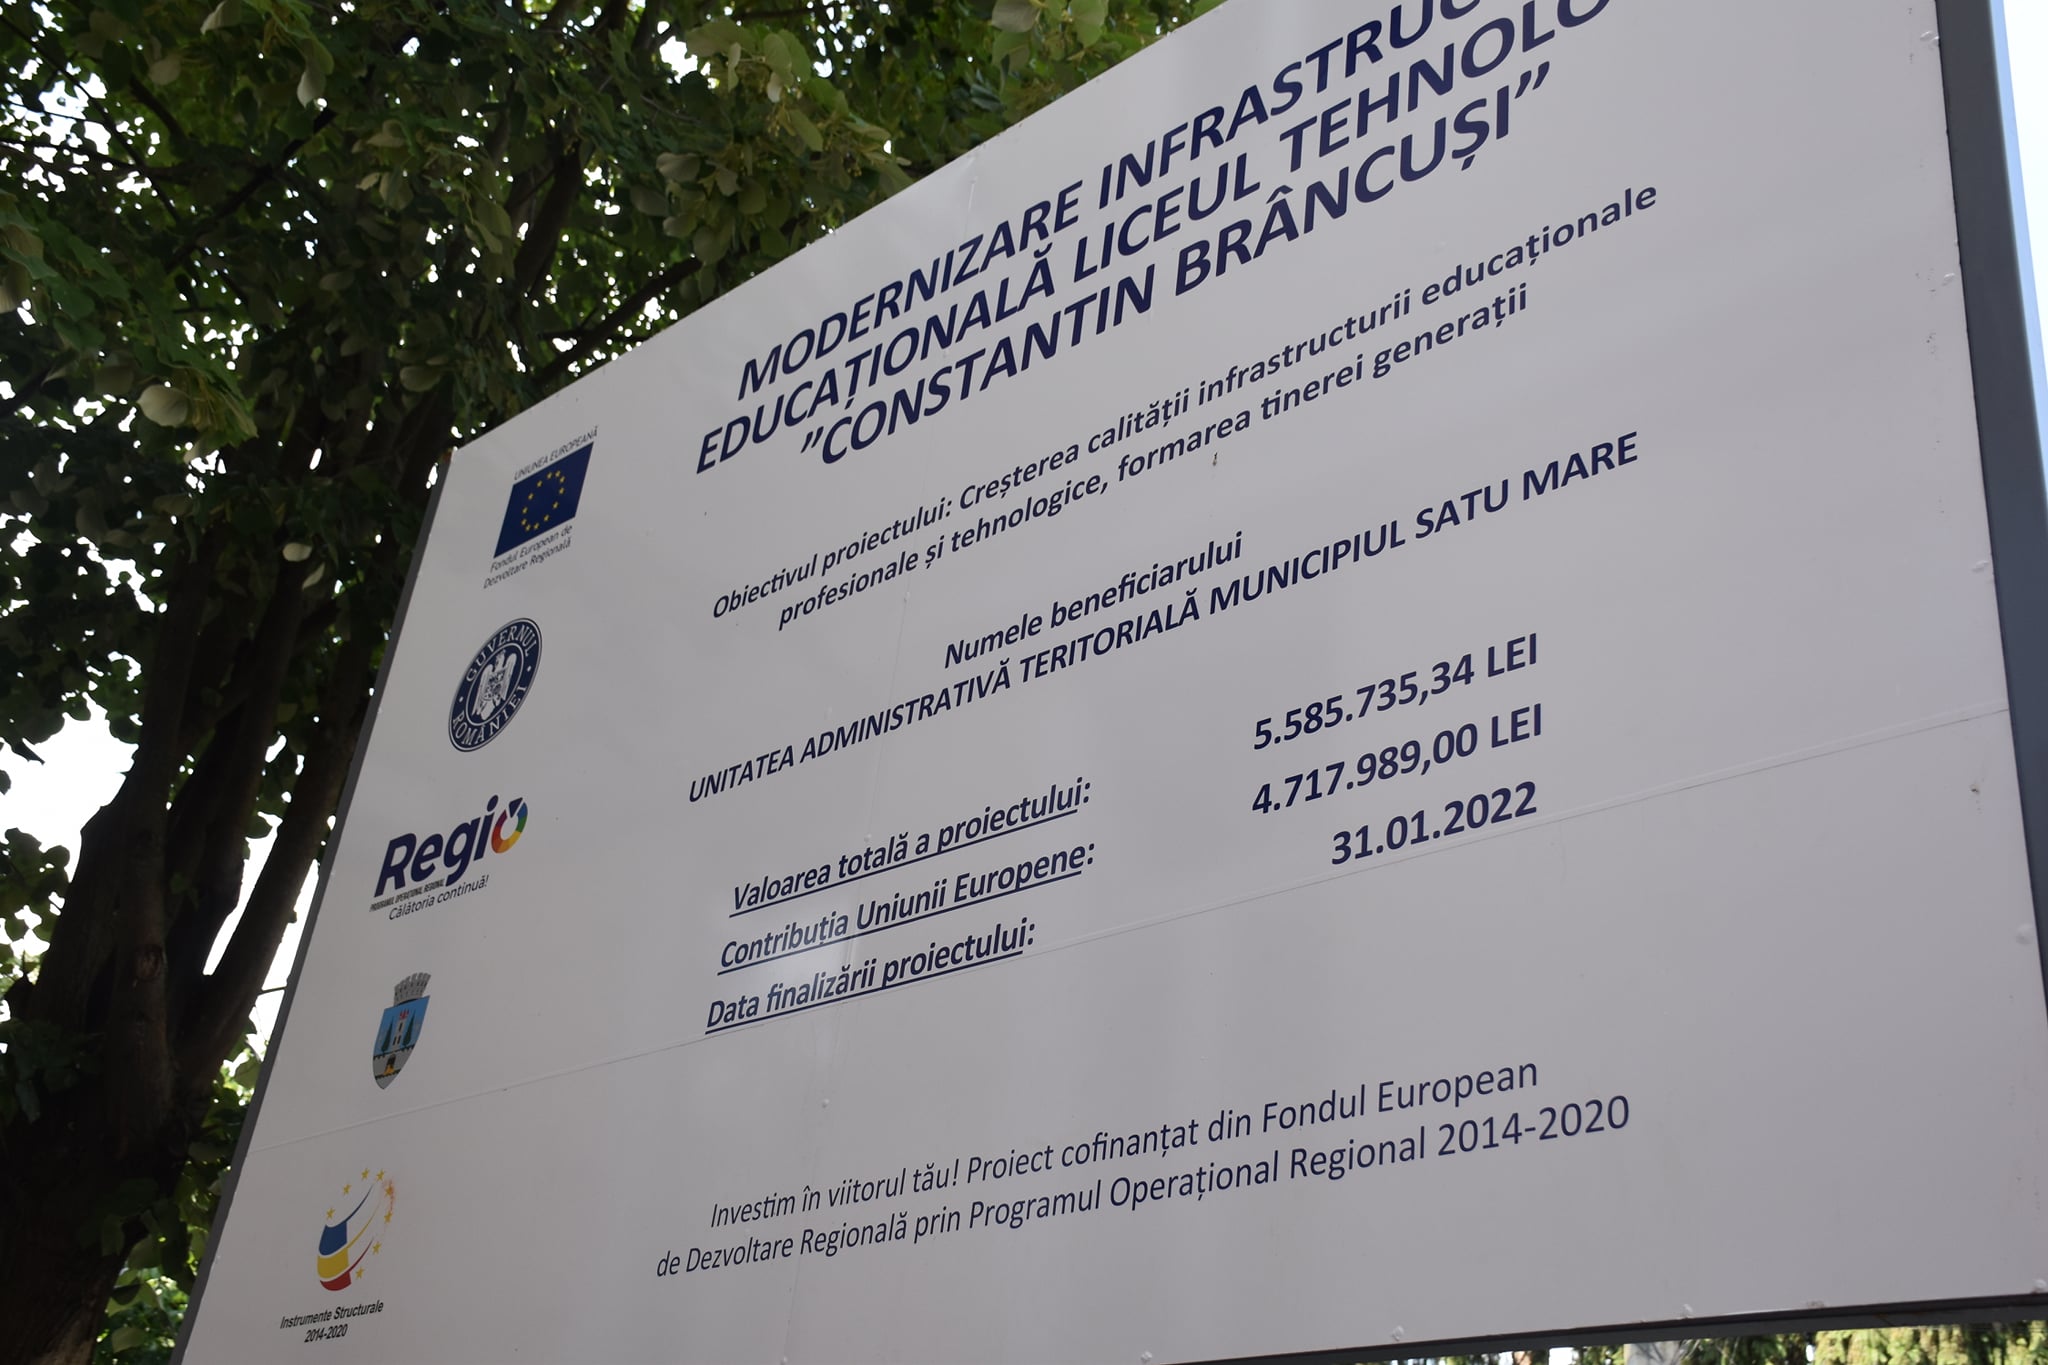 MODERNIZARE INFRASTRUC
EDUCAȚIONALĂ LICEUL TEHNOLO
"CONSTANTIN BRÂNCUȘI"
Obiectivul proiectului: Creșterea calității infrastructurii educaționale
profesionale și tehnologice, formarea tinerei generații
Numele beneficiarului
UNITATEA ADMINISTRATIVĂ TERITORIALĂ MUNICIPIUL SATU MARE
Valoarea totală a proiectului: 5.585.735,34 LEI
Contribuția Uniunii Europene: 4.717.989,00 LEI
Data finalizării proiectului: 31.01.2022
Investim în viitorul tău! Proiect cofinanțat din Fondul European
de Dezvoltare Regională prin Programul Operațional Regional 2014-2020
UNIUNEA EUROPEANĂ
Fondul European de
Dezvoltare Regională
GUVERNUL ROMÂNIEI
Regio
PROGRAMUL OPERAȚIONAL REGIONAL
Călătoria continuă!
Instrumente Structurale
2014-2020